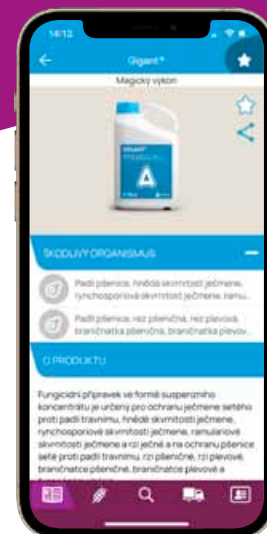 14:13
Gigant®
Magický výkon
ŠKODLIVÝ ORGANISMUS
Padlí pšenice, hnědá skvrnitost ječmene,
rynchosporiová skvrnitost ječmene, ramu...
Padlí pšenice, rez pšeničná, rez plevová,
braničnatka pšeničná, braničnatka plevov...
O PRODUKTU
Fungicidní přípravek ve formě suspenzního
koncentrátu je určený pro ochranu ječmene setého
proti padlí travnímu, hnědé skvrnitosti ječmene,
rynchosporiové skvrnitosti ječmene, ramulariové
skvrnitosti ječmene a rzi ječné a na ochranu pšenice
seté proti padlí travnímu, rzi pšeničné, rzi plevové,
braničnatce pšeničné, braničnatce plevové a